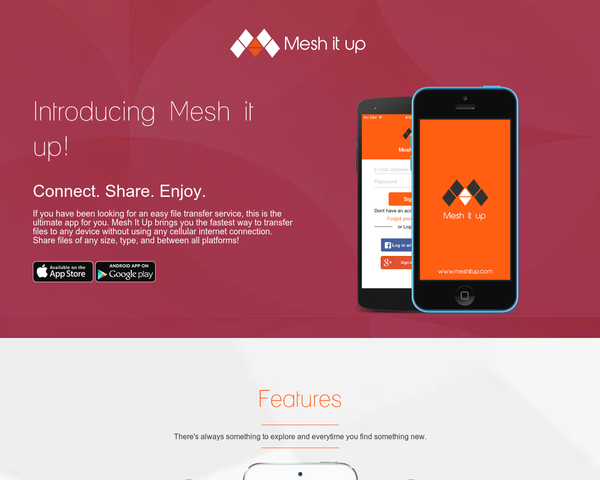 Mesh it up
Introducing Mesh it
up!
Connect. Share. Enjoy.
If you have been looking for an easy file transfer service, this is the
ultimate app for you. Mesh It Up brings you the fastest way to transfer
files to any device without using any cellular internet connection.
Share files of any size, type, and between all platforms!
Available on the
App Store
ANDROID APP ON
Google play
Mesh
E-mail address
Password
Sign
Dont have an acc
Forgot your
or Log
Log in wi
Sign
Mesh it up
www.meshitup.com
Features
There's always something to explore and everytime you find something new.